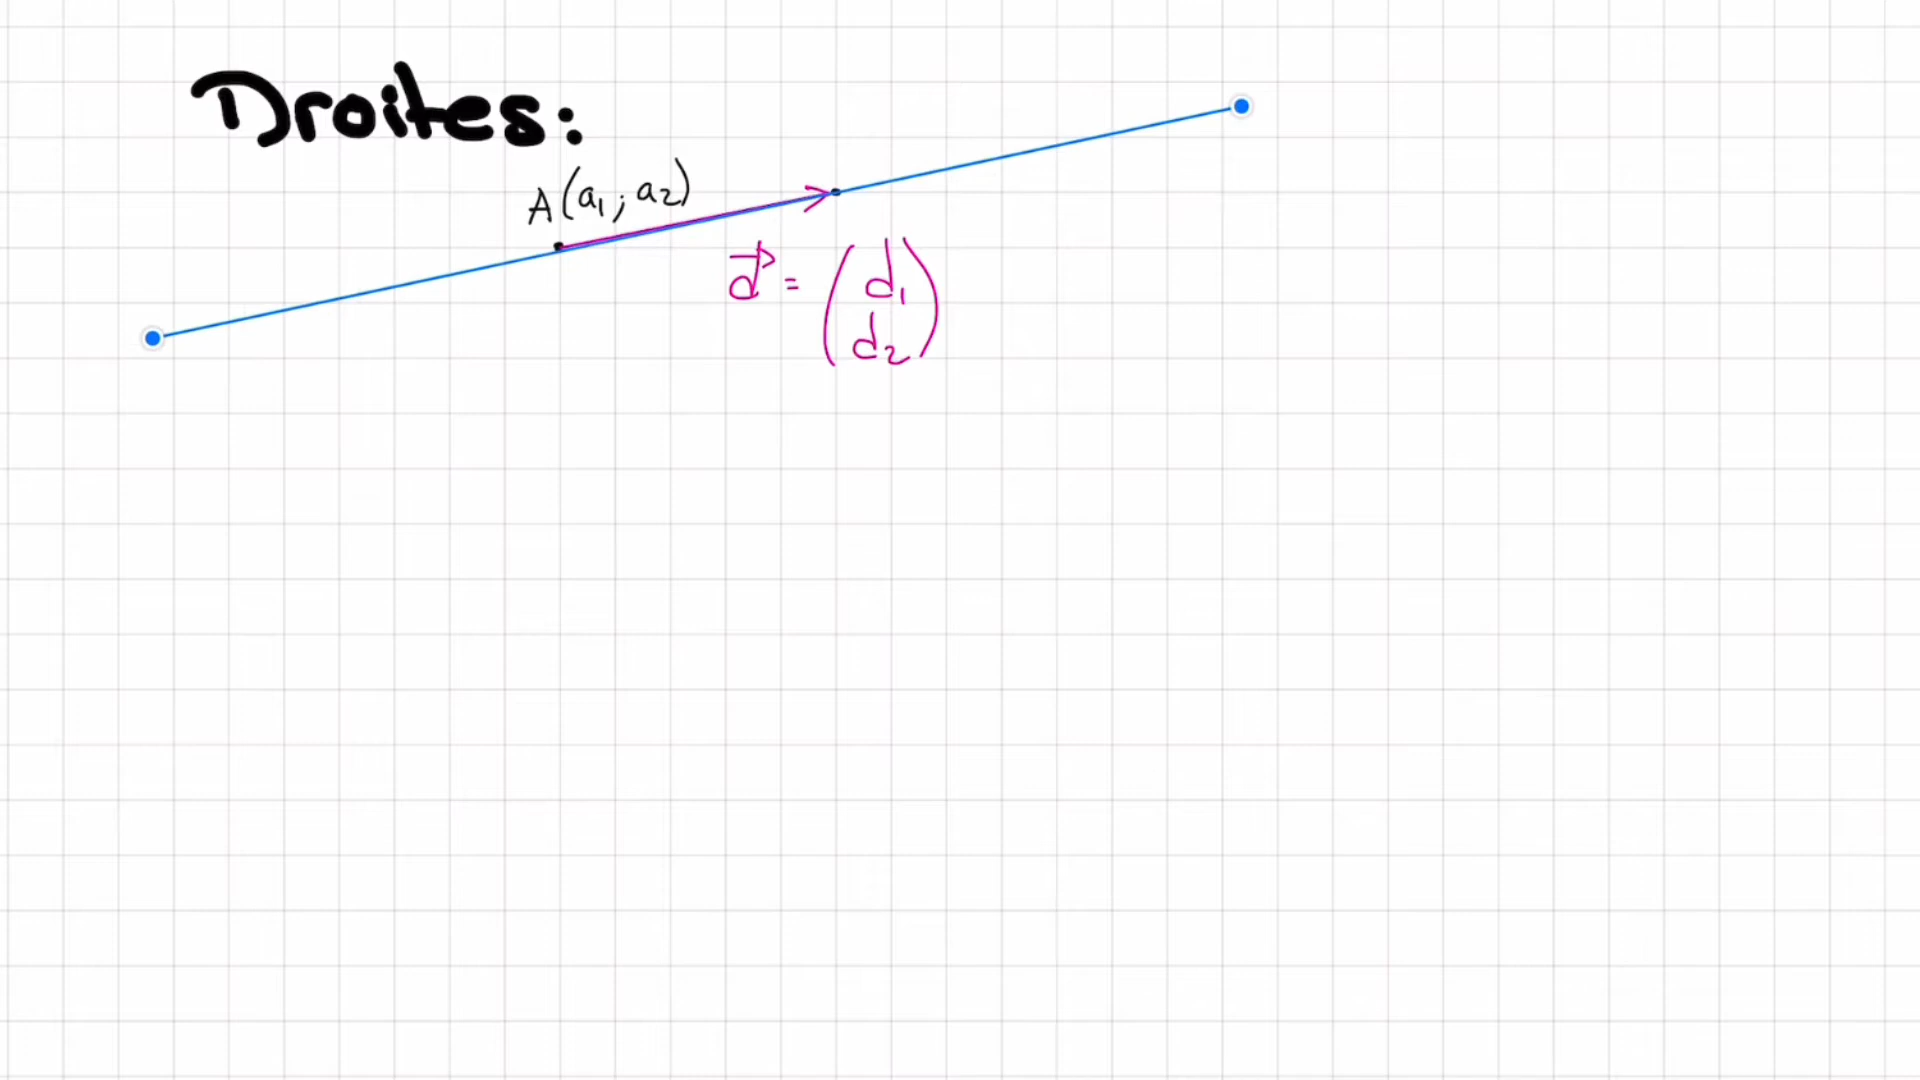 Droites:
A(a₁; a₂)
d⃗ = (d₁
d₂)